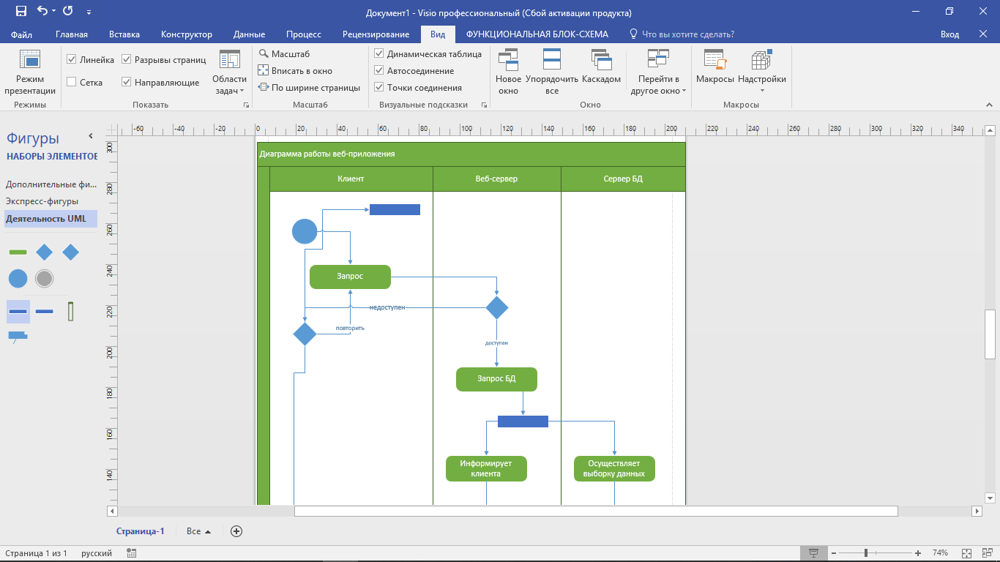 Документ1 - Visio профессиональный (Сбой активации продукта)
Файл Главная Вставка Конструктор Данные Процесс Рецензирование Вид ФУНКЦИОНАЛЬНАЯ БЛОК-СХЕМА Что вы хотите сделать? Вход
Режим презентации
Режимы
Линейка Разрывы страниц
Сетка Направляющие
Области задач
Показать
Масштаб
Вписать в окно
По ширине страницы
Масштаб
Динамическая таблица
Автосоединение
Точки соединения
Визуальные подсказки
Новое окно
Упорядочить все
Каскадом
Перейти в другое окно
Окно
Макросы
Надстройки
Макросы
Фигуры
НАБОРЫ ЭЛЕМЕНТОВ
Дополнительные фи...
Экспресс-фигуры
Деятельность UML
-60 -40 -20 0 20 40 60 80 100 120 140 160 180 200 220 240 260 280 300 320 340
300
280
260
240
220
200
180
160
140
Диаграмма работы веб-приложения
Клиент Веб-сервер Сервер БД
Запрос
недоступен
повторить
доступен
Запрос БД
Информирует
клиента
Осуществляет
выборку данных
Страница-1 Все
Страница 1 из 1 русский 74%